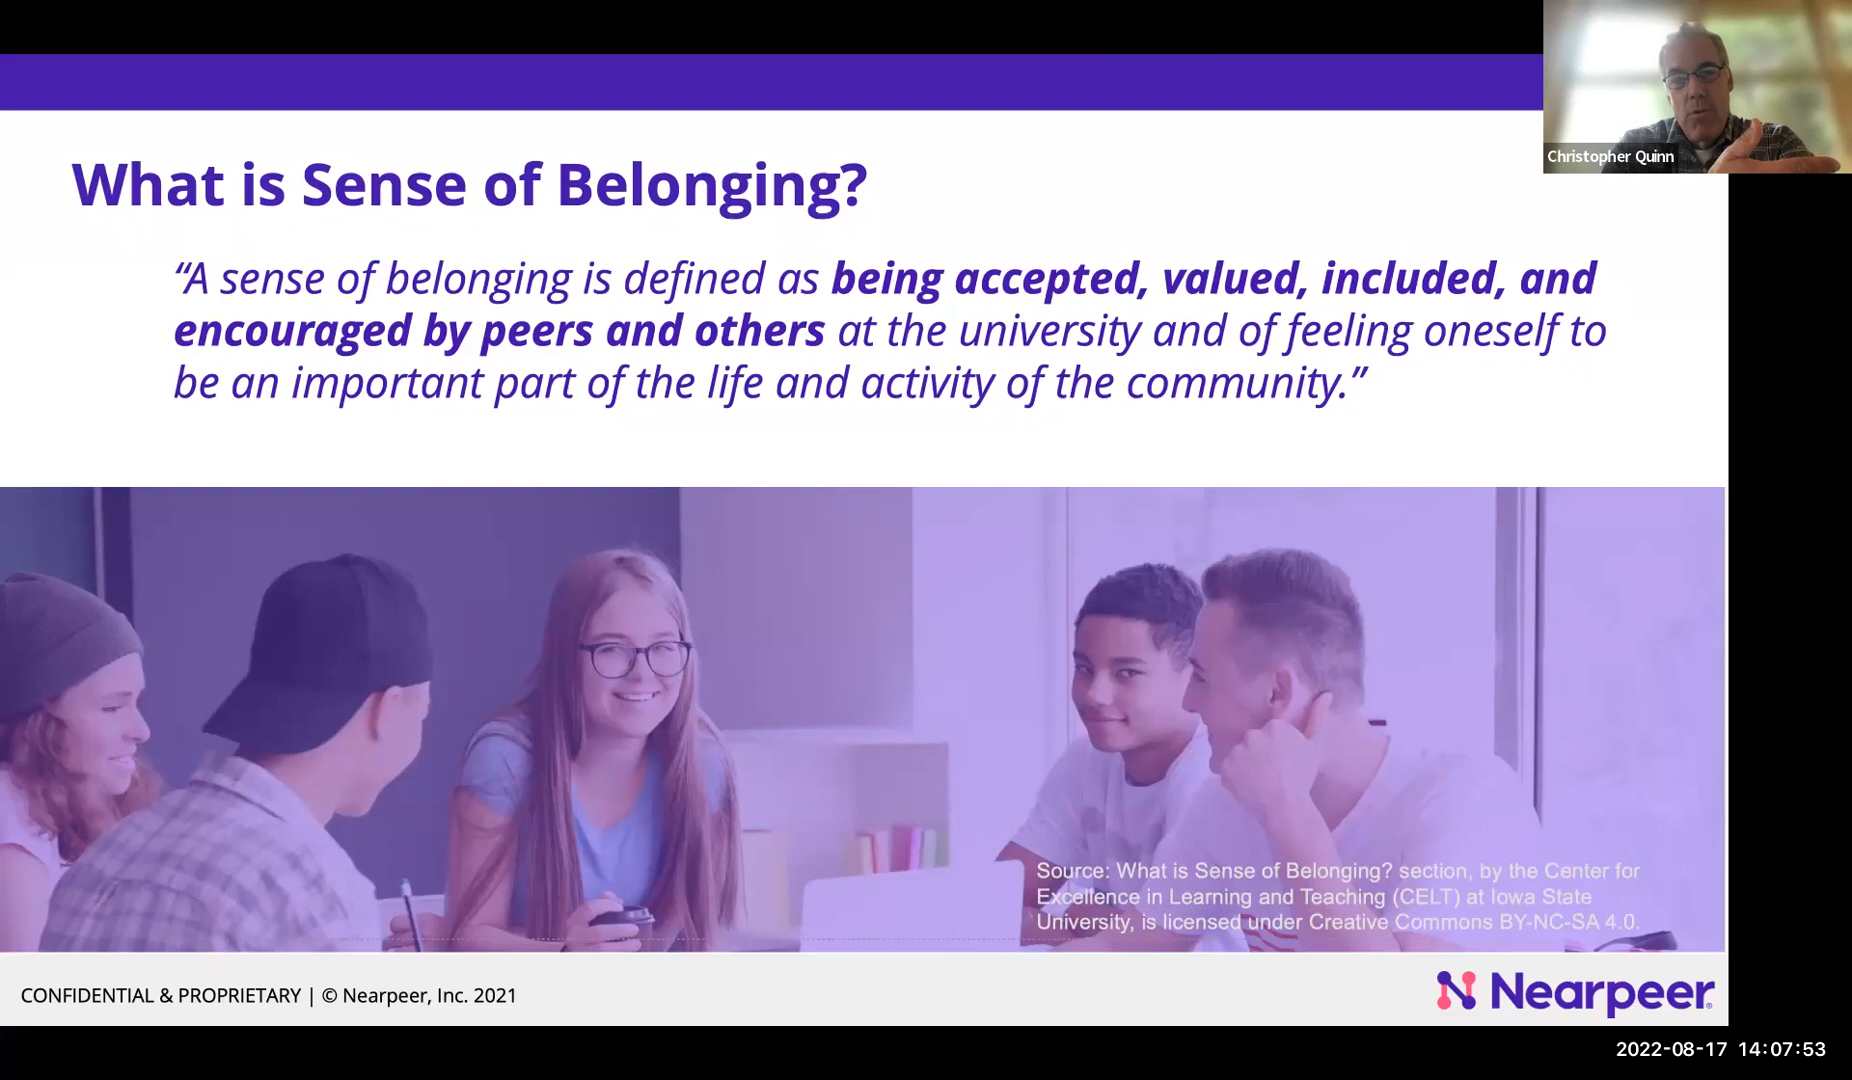 Christopher Quinn
What is Sense of Belonging?
“A sense of belonging is defined as being accepted, valued, included, and
encouraged by peers and others at the university and of feeling oneself to
be an important part of the life and activity of the community.”
Source: What is Sense of Belonging? section, by the Center for
Excellence in Learning and Teaching (CELT) at Iowa State
University, is licensed under Creative Commons BY-NC-SA 4.0.
CONFIDENTIAL & PROPRIETARY | © Nearpeer, Inc. 2021
Nearpeer®
2022-08-17 14:07:53